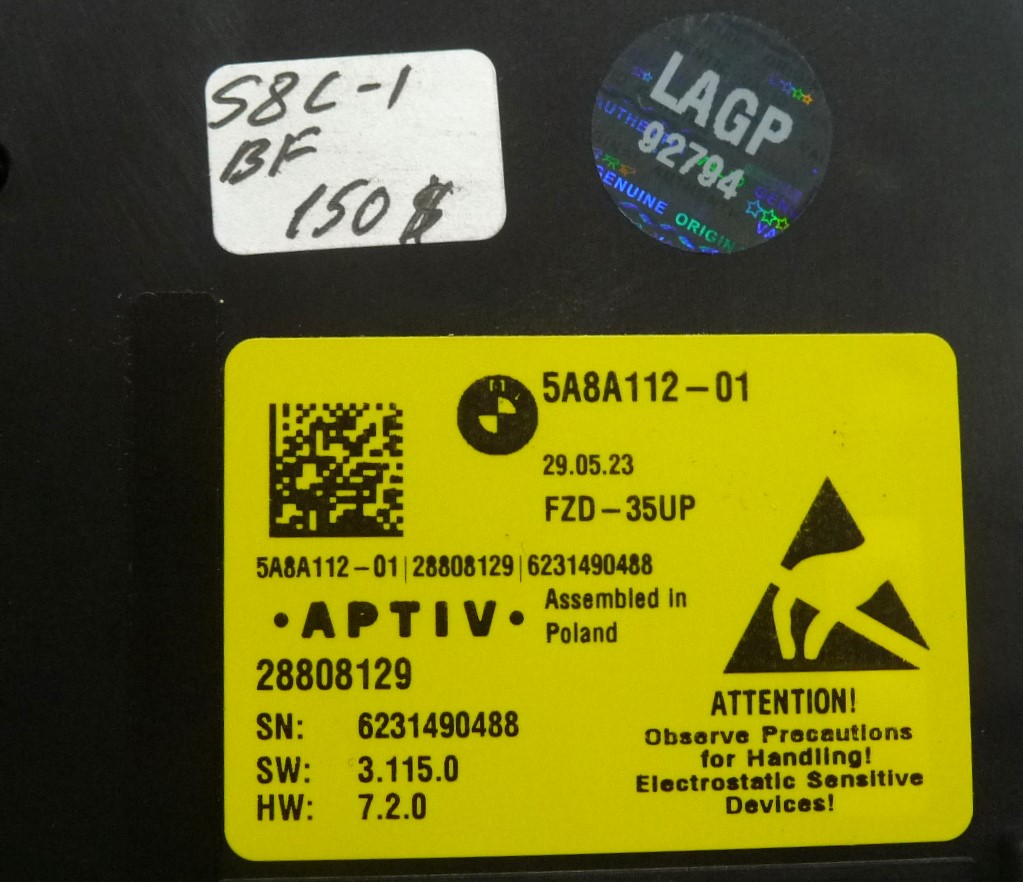 S8C-1
BF
150 $
LAGP
92794
GENUINE ORIGIN
5A8A112-01
29.05.23
FZD-35UP
5A8A112-01|28808129|6231490488
•APTIV•
Assembled in
Poland
28808129
SN: 6231490488
SW: 3.115.0
HW: 7.2.0
ATTENTION!
Observe Precautions
for Handling!
Electrostatic Sensitive
Devices!